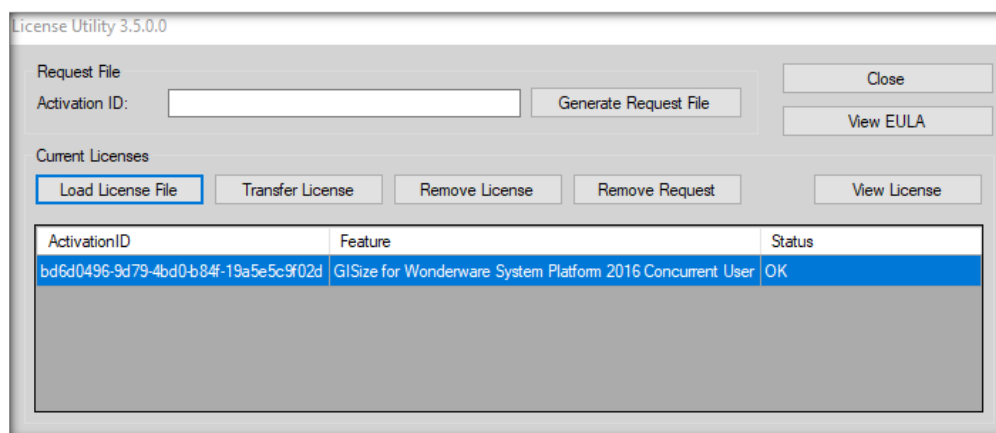 License Utility 3.5.0.0
Request File
Activation ID:
Generate Request File
Close
View EULA
Current Licenses
Load License File
Transfer License
Remove License
Remove Request
View License
ActivationID Feature Status
bd6d0496-9d79-4bd0-b84f-19a5e5c9f02d GISize for Wonderware System Platform 2016 Concurrent User OK